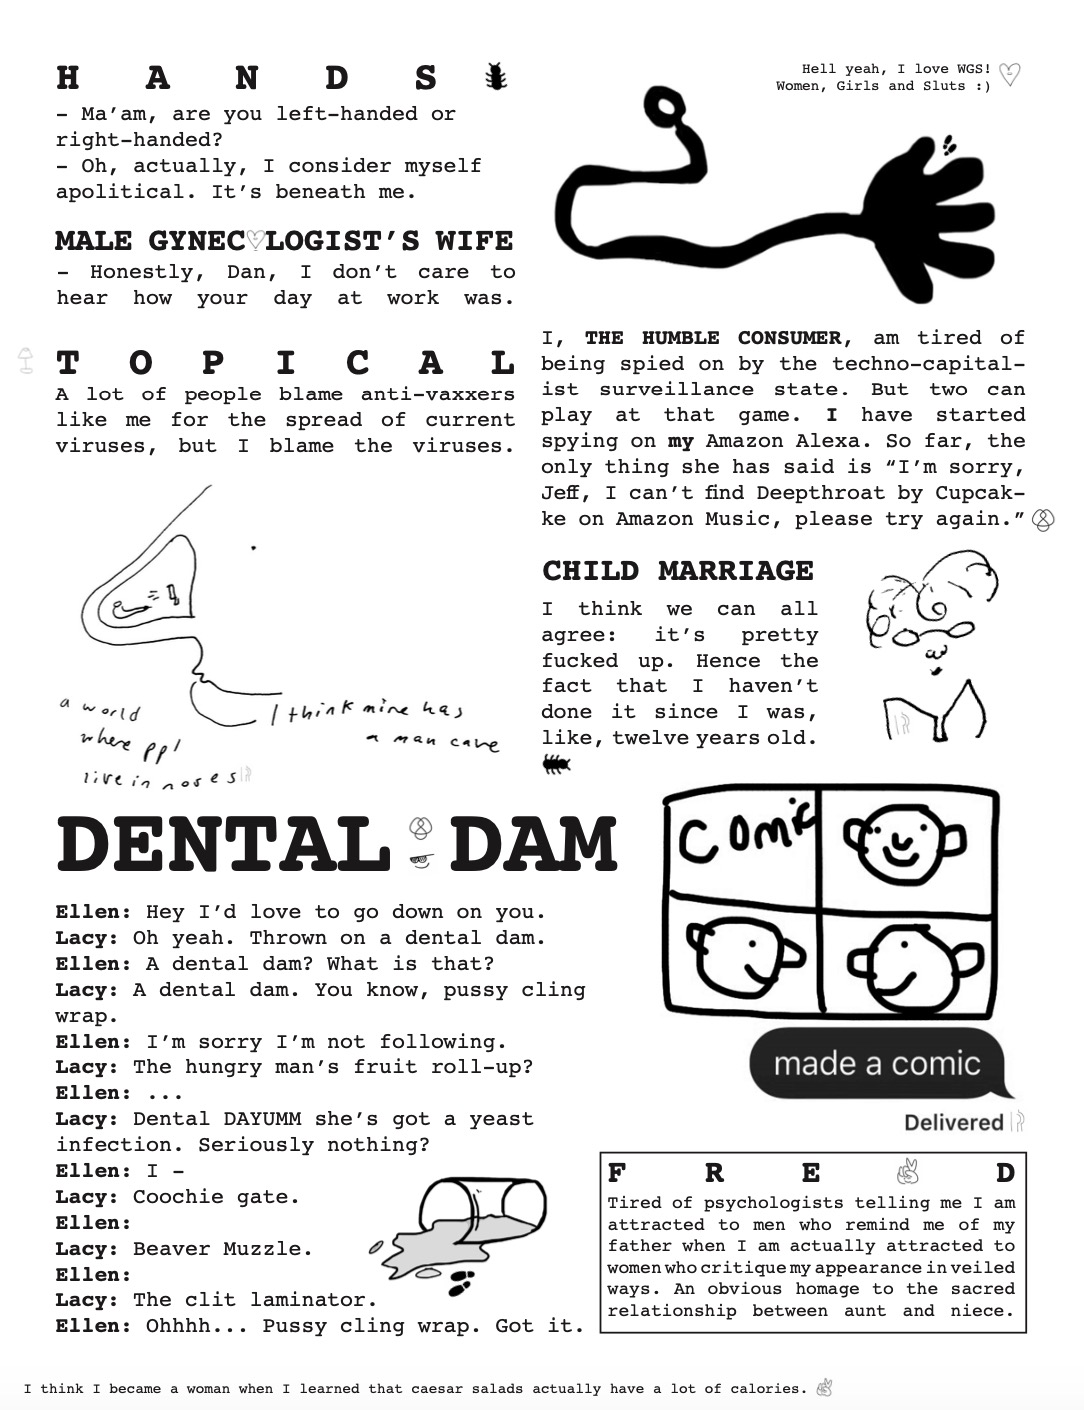 H A N D S
- Ma'am, are you left-handed or
right-handed?
- Oh, actually, I consider myself
apolitical. It's beneath me.
MALE GYNEC♡LOGIST'S WIFE
- Honestly, Dan, I don't care to
hear how your day at work was.
T O P I C A L
A lot of people blame anti-vaxxers
like me for the spread of current
viruses, but I blame the viruses.
a world
where ppl
live in noses
I think mine has
a man cave
Hell yeah, I love WGS!
Women, Girls and Sluts :)
I, THE HUMBLE CONSUMER, am tired of
being spied on by the techno-capital-
ist surveillance state. But two can
play at that game. I have started
spying on my Amazon Alexa. So far, the
only thing she has said is “I'm sorry,
Jeff, I can't find Deepthroat by Cupcak-
ke on Amazon Music, please try again.”
CHILD MARRIAGE
I think we can all
agree: it's pretty
fucked up. Hence the
fact that I haven't
done it since I was,
like, twelve years old.
DENTAL DAM
Ellen: Hey I'd love to go down on you.
Lacy: Oh yeah. Thrown on a dental dam.
Ellen: A dental dam? What is that?
Lacy: A dental dam. You know, pussy cling
wrap.
Ellen: I'm sorry I'm not following.
Lacy: The hungry man's fruit roll-up?
Ellen: ...
Lacy: Dental DAYUMM she's got a yeast
infection. Seriously nothing?
Ellen: I -
Lacy: Coochie gate.
Ellen:
Lacy: Beaver Muzzle.
Ellen:
Lacy: The clit laminator.
Ellen: Ohhhh... Pussy cling wrap. Got it.
Comic
made a comic
Delivered
F R E ✌ D
Tired of psychologists telling me I am
attracted to men who remind me of my
father when I am actually attracted to
women who critique my appearance in veiled
ways. An obvious homage to the sacred
relationship between aunt and niece.
I think I became a woman when I learned that caesar salads actually have a lot of calories.